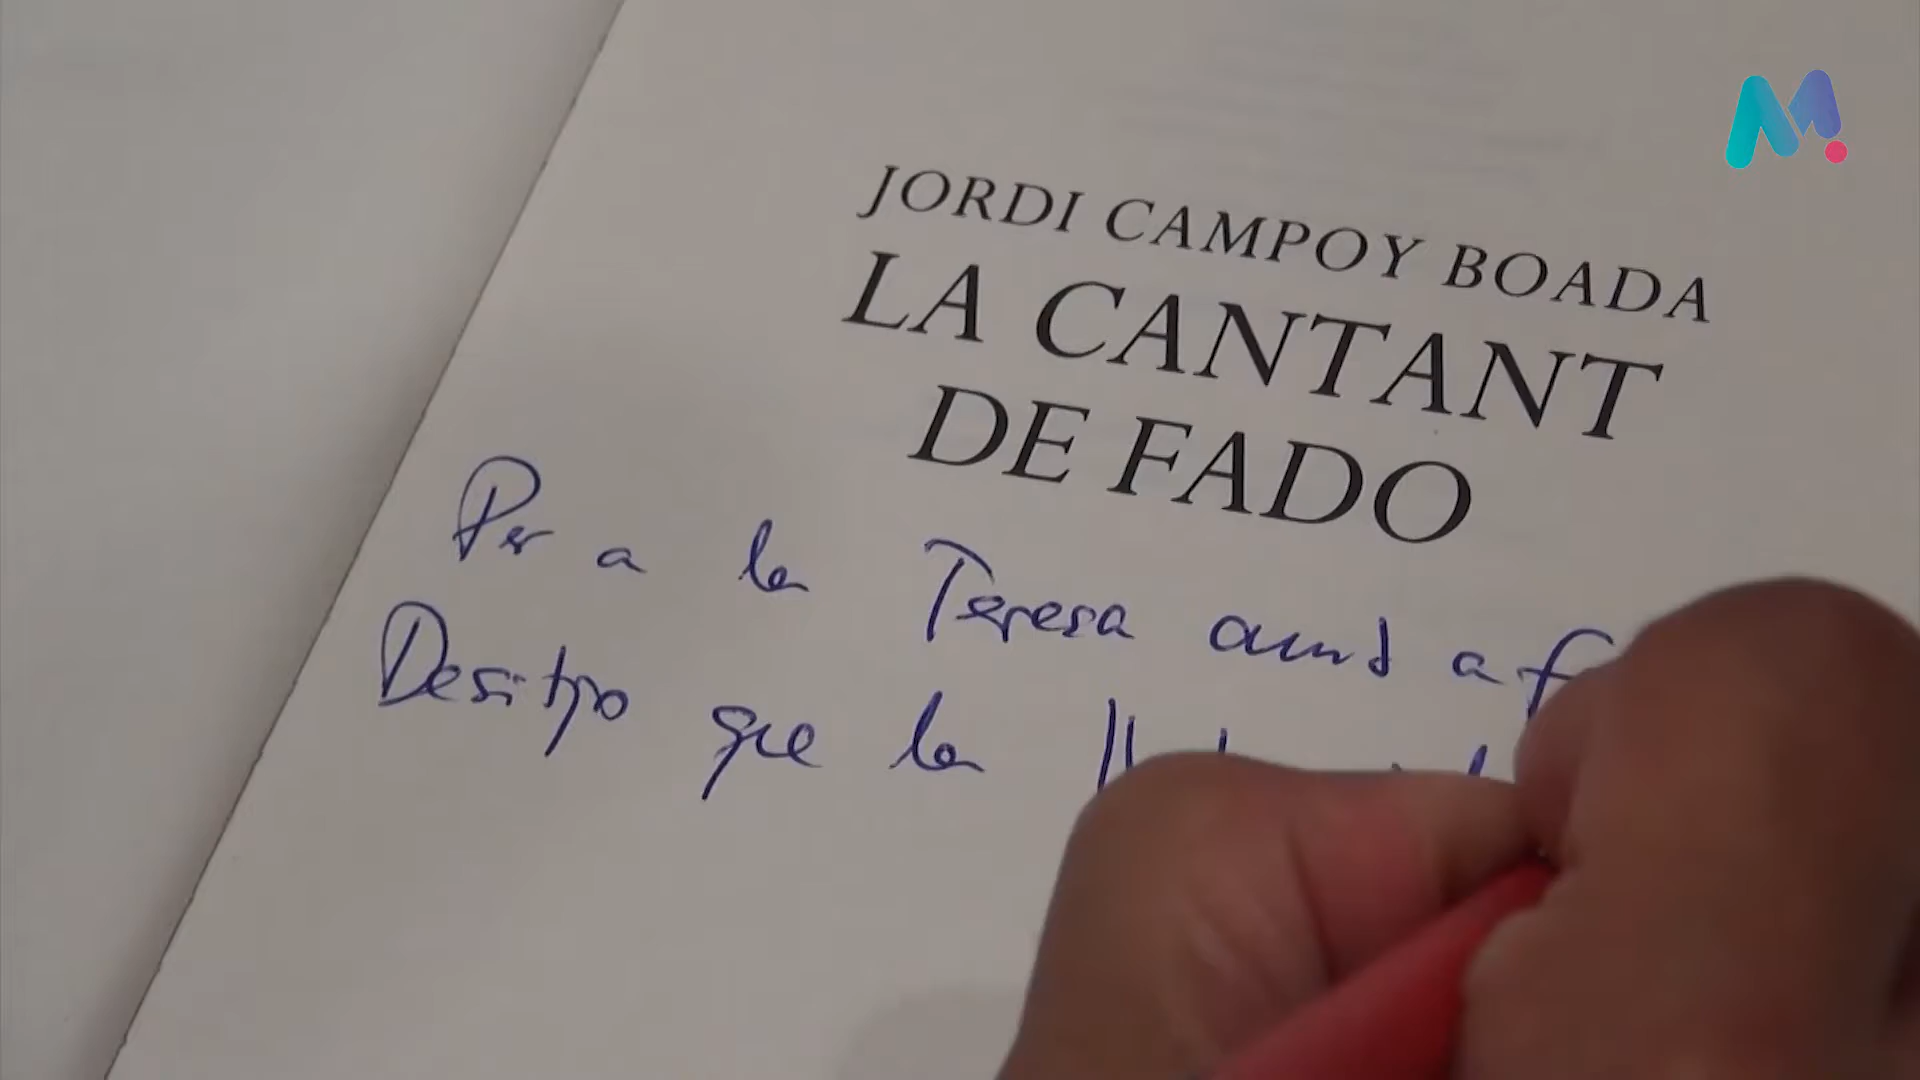 JORDI CAMPOY BOADA
LA CANTANT
DE FADO
Per a la Teresa amb af
Desitjo que la